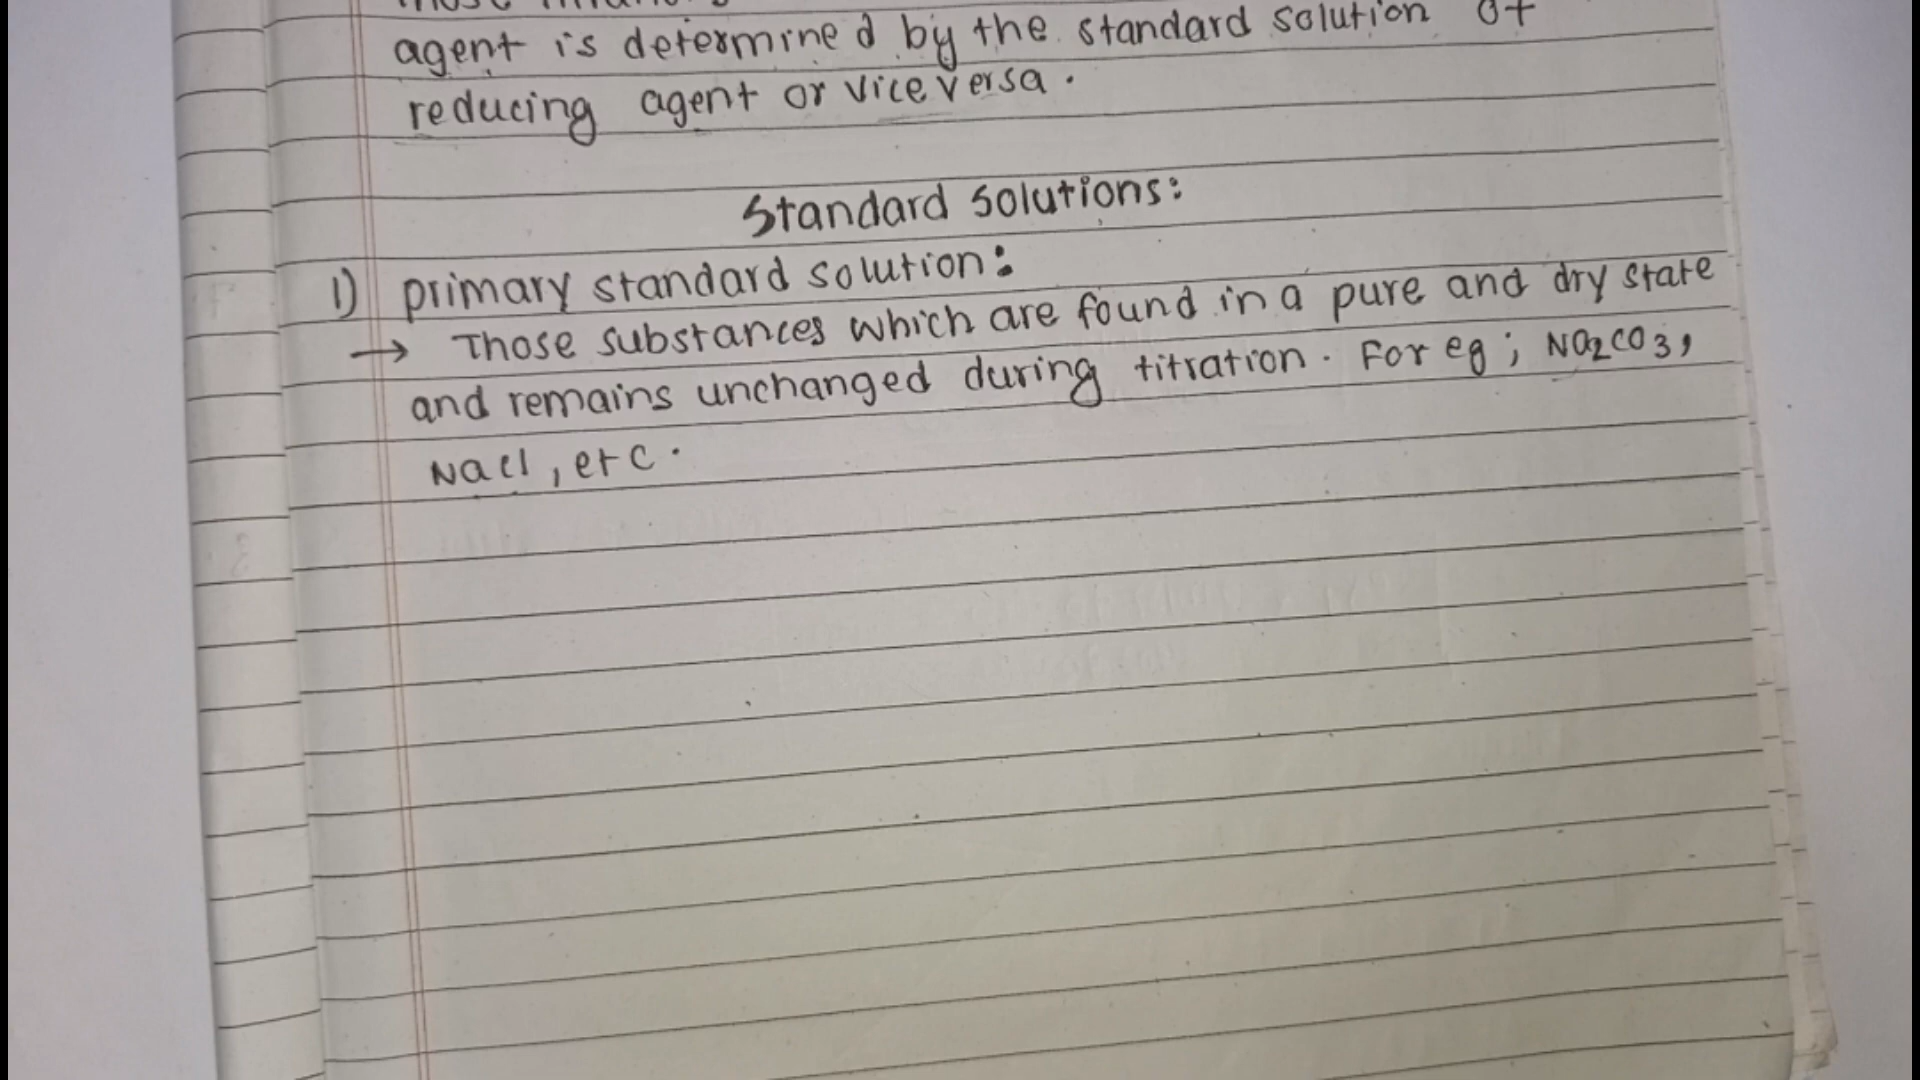 agent is determined by the standard solution of
reducing agent or vice versa.
Standard solutions:
1) primary standard solution:
→ Those substances which are found in a pure and dry state
and remains unchanged during titration. For eg; Na2CO3,
Nacl, etc.